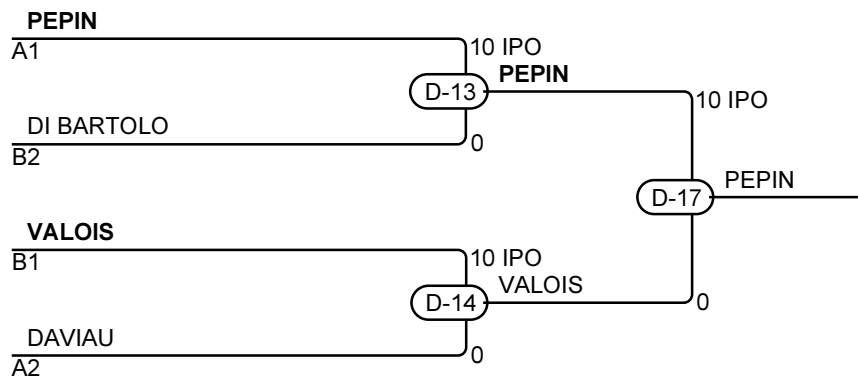 PEPIN
A1
10 IPO
PEPIN
D-13
10 IPO
DI BARTOLO
B2
0
D-17
PEPIN
VALOIS
B1
10 IPO
VALOIS
D-14
0
DAVIAU
A2
0